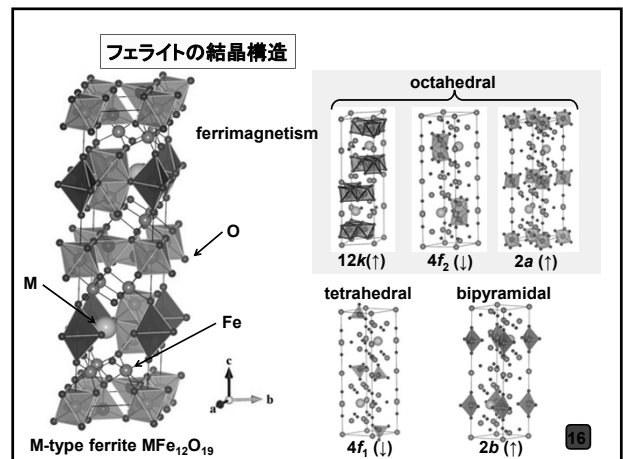 フェライトの結晶構造
octahedral
ferrimagnetism
12k(↑)
4f₂ (↓)
2a (↑)
O
M
Fe
tetrahedral
bipyramidal
c
a
b
4f₁ (↓)
2b (↑)
M-type ferrite MFe₁₂O₁₉
16